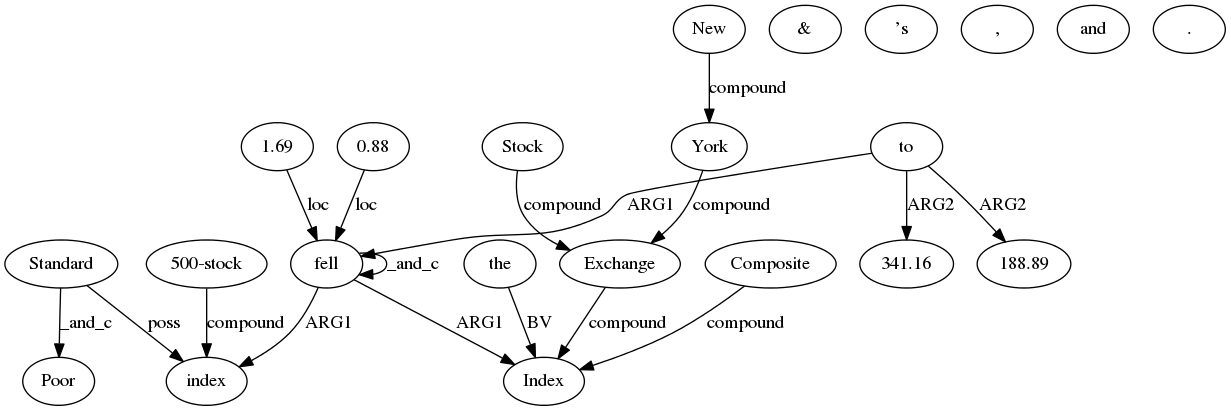 New & ’s , and .
compound
1.69 0.88 Stock York to
loc loc compound ARG1 compound ARG2 ARG2
Standard 500-stock fell _and_c the Exchange Composite 341.16 188.89
_and_c poss compound ARG1 ARG1 BV compound compound
Poor index Index